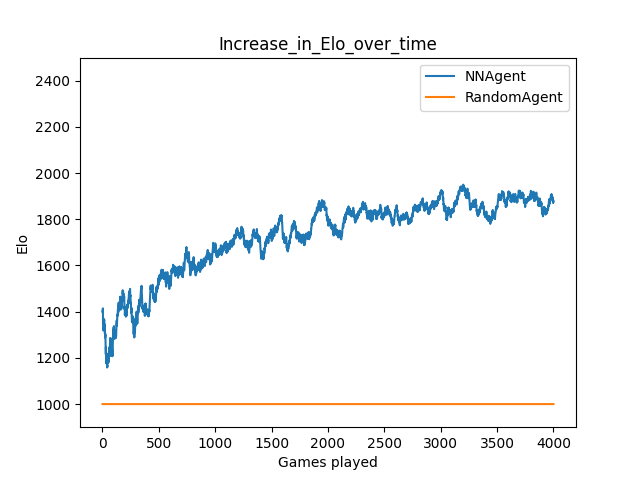 Increase_in_Elo_over_time
NNAgent
RandomAgent
2400
2200
2000
1800
1600
1400
1200
1000
Elo
0 500 1000 1500 2000 2500 3000 3500 4000
Games played